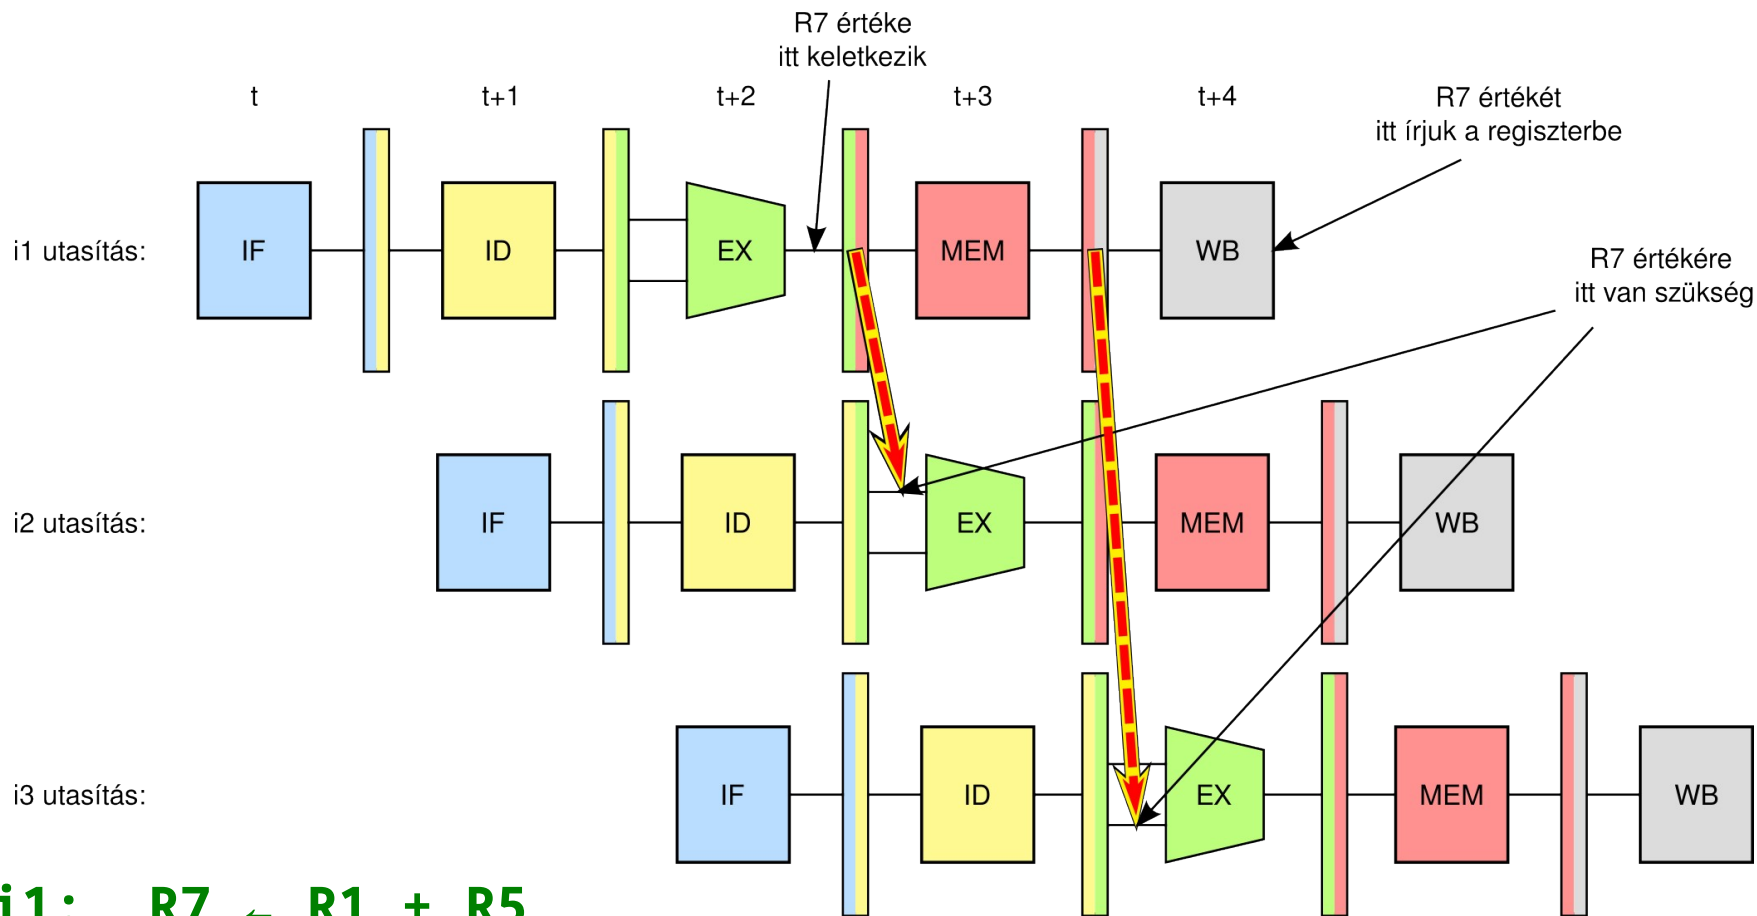 R7 értéke
itt keletkezik
t
t+1
t+2
t+3
t+4
R7 értékét
itt írjuk a regiszterbe
i1 utasítás:
IF
ID
EX
MEM
WB
R7 értékére
itt van szükség
i2 utasítás:
IF
ID
EX
MEM
WB
i3 utasítás:
IF
ID
EX
MEM
WB
i1: R7 ← R1 + R5